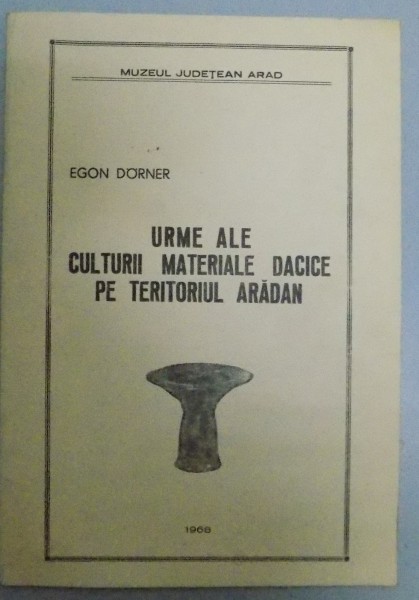 MUZEUL JUDEȚEAN ARAD
EGON DÖRNER
URME ALE
CULTURII MATERIALE DACICE
PE TERITORIUL ARĂDAN
1968